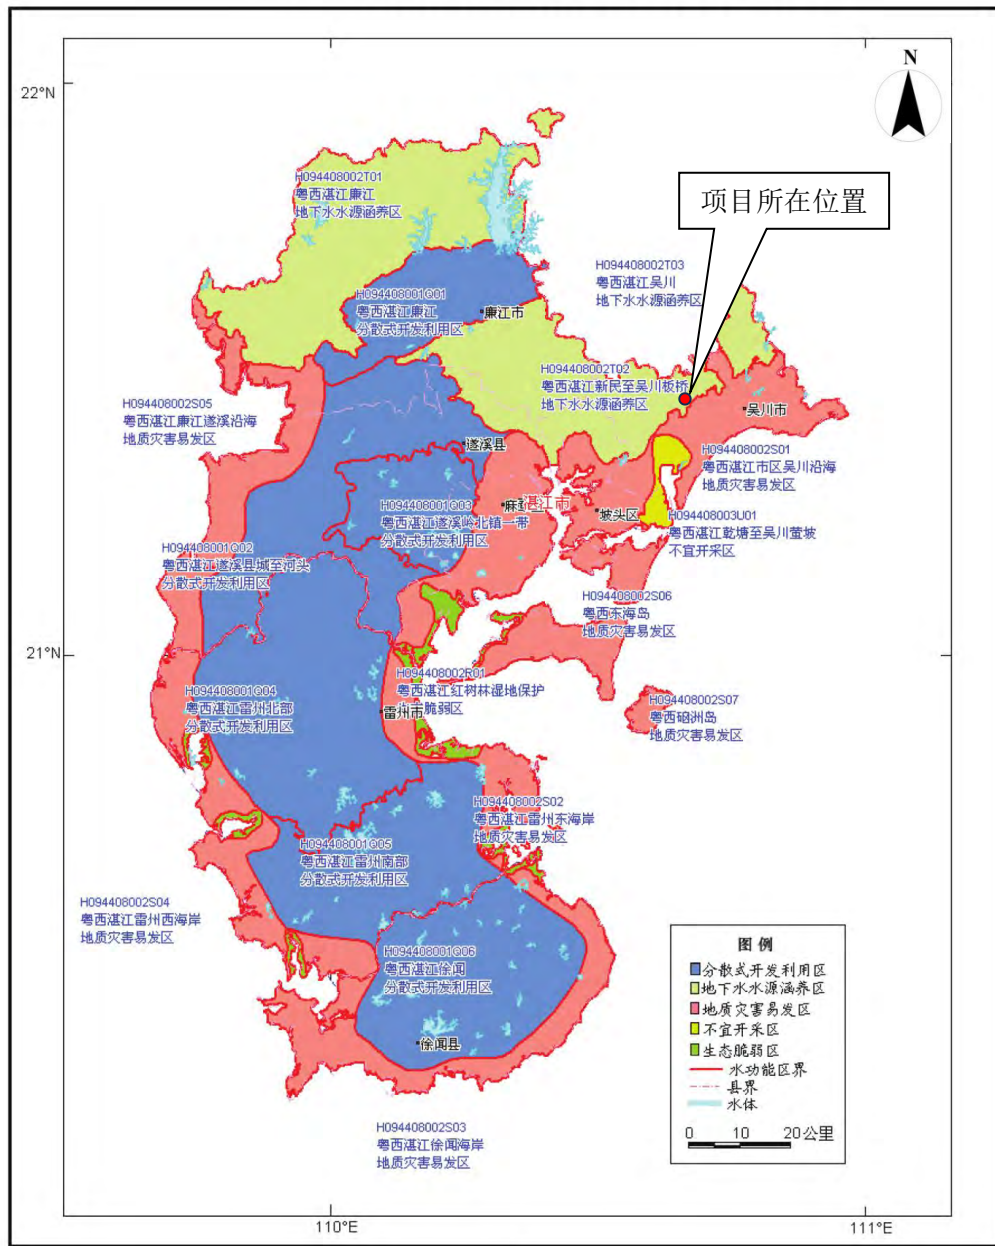 N
22°N
项目所在位置
H094408002T01
粤西湛江廉江
地下水水源涵养区
H094408002T03
粤西湛江吴川
地下水水源涵养区
H094408001Q01
粤西湛江廉江
分散式开发利用区
廉江市
H094408002T02
粤西湛江新民至吴川板桥
地下水水源涵养区
吴川市
H094408002S05
粤西湛江廉江遂溪沿海
地质灾害易发区
遂溪县
H094408002S01
粤西湛江市区吴川沿海
地质灾害易发区
H094408001Q03
粤西湛江遂溪岭北镇一带
分散式开发利用区
湛江市
坡头区
H094408003U01
粤西湛江乾塘至吴川萱坡
不宜开采区
H094408001Q02
粤西湛江遂溪县城至河头
分散式开发利用区
H094408002S06
粤西东海岛
地质灾害易发区
21°N
H094408002R01
粤西湛江红树林湿地保护
脆弱区
雷州市
H094408001Q04
粤西湛江雷州北部
分散式开发利用区
H094408002S07
粤西硇洲岛
地质灾害易发区
H094408002S02
粤西湛江雷州东海岸
地质灾害易发区
H094408001Q05
粤西湛江雷州南部
分散式开发利用区
H094408002S04
粤西湛江雷州西海岸
地质灾害易发区
H094408001Q06
粤西湛江徐闻
分散式开发利用区
徐闻县
H094408002S03
粤西湛江徐闻海岸
地质灾害易发区
图例
分散式开发利用区
地下水水源涵养区
地质灾害易发区
不宜开采区
生态脆弱区
水功能区界
县界
水体
0 10 20公里
110°E
111°E